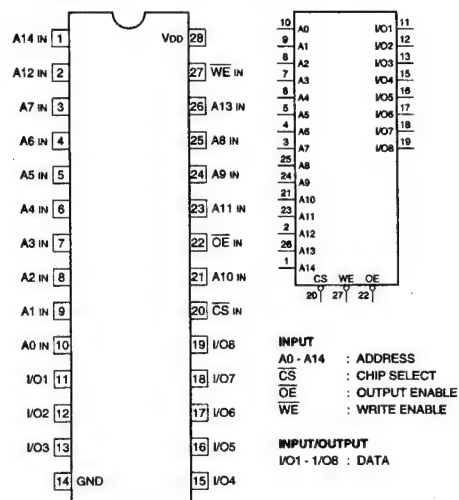 A14 IN 1
A12 IN 2
A7 IN 3
A6 IN 4
A5 IN 5
A4 IN 6
A3 IN 7
A2 IN 8
A1 IN 9
A0 IN 10
I/O1 11
I/O2 12
I/O3 13
14 GND
VDD 28
27 WE IN
26 A13 IN
25 A8 IN
24 A9 IN
23 A11 IN
22 OE IN
21 A10 IN
20 CS IN
19 I/O8
18 I/O7
17 I/O6
16 I/O5
15 I/O4
10 A0
9 A1
8 A2
7 A3
6 A4
5 A5
4 A6
3 A7
25 A8
24 A9
21 A10
23 A11
2 A12
26 A13
1 A14
I/O1 11
I/O2 12
I/O3 13
I/O4 15
I/O5 16
I/O6 17
I/O7 18
I/O8 19
CS WE OE
20 27 22
INPUT
A0 - A14 : ADDRESS
CS : CHIP SELECT
OE : OUTPUT ENABLE
WE : WRITE ENABLE
INPUT/OUTPUT
I/O1 - 1/O8 : DATA